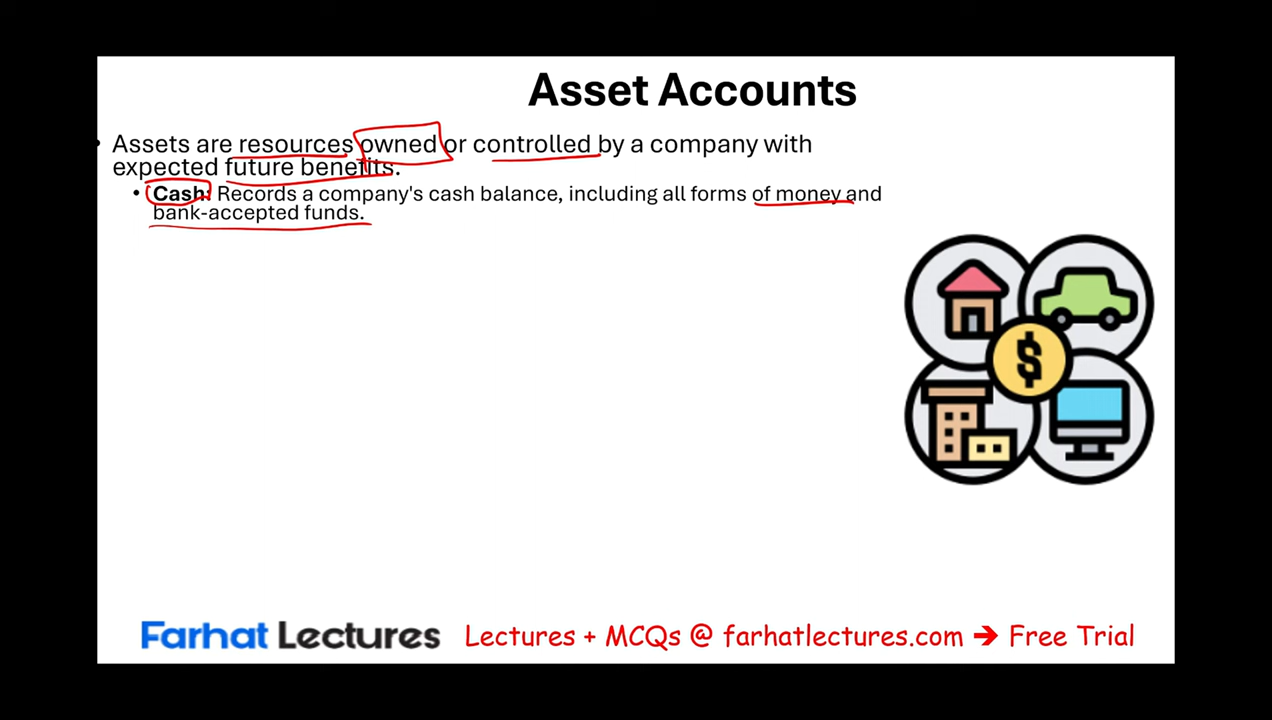 Asset Accounts
• Assets are resources owned or controlled by a company with
expected future benefits.
• Cash: Records a company's cash balance, including all forms of money and
bank-accepted funds.
$
Farhat Lectures Lectures + MCQs @ farhatlectures.com ➔ Free Trial